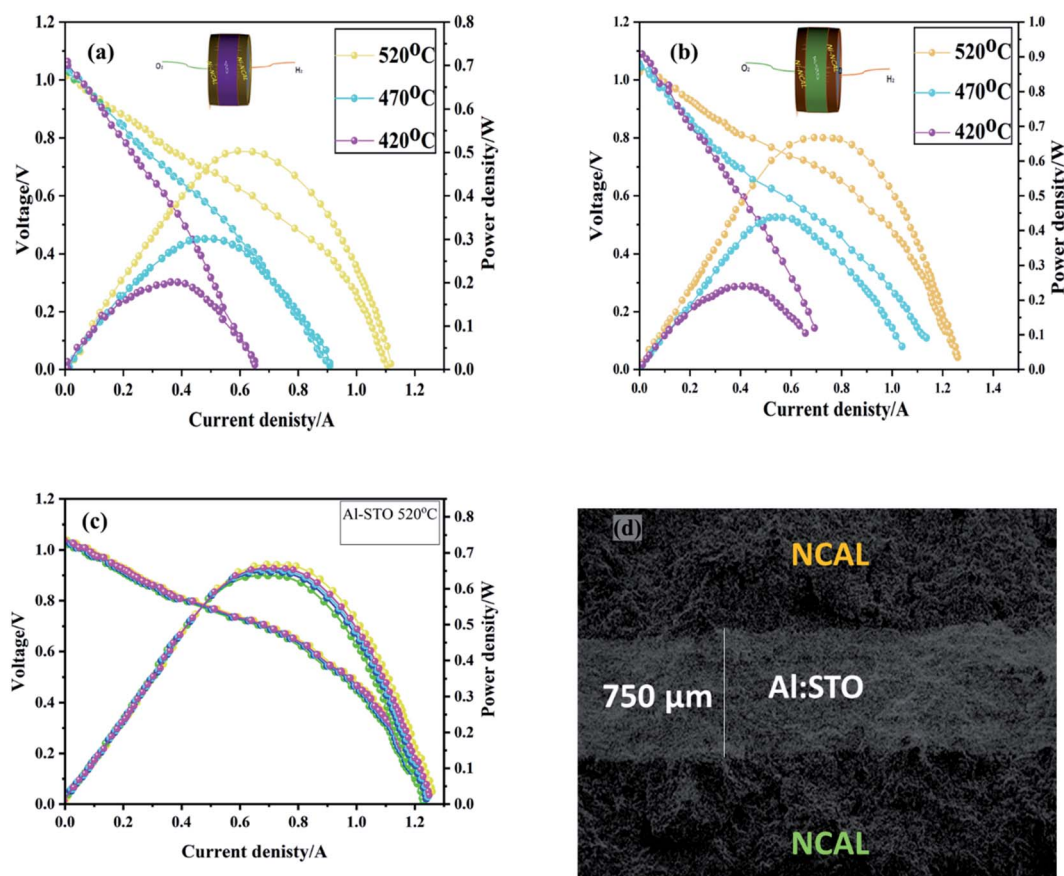 (a)
520⁰C
470⁰C
420⁰C
O₂
H₂
Voltage/V
0.0
0.2
0.4
0.6
0.8
1.0
1.2
Power density/W
0.0
0.1
0.2
0.3
0.4
0.5
0.6
0.7
0.8
0.0 0.2 0.4 0.6 0.8 1.0 1.2
Current denisty/A
(b)
520⁰C
470⁰C
420⁰C
O₂
H₂
Voltage/V
0.0
0.2
0.4
0.6
0.8
1.0
1.2
Power density/W
0.0
0.1
0.2
0.3
0.4
0.5
0.6
0.7
0.8
0.9
1.0
0.0 0.2 0.4 0.6 0.8 1.0 1.2 1.4
Current denisty/A
(c)
Al-STO 520°C
Voltage/V
0.0
0.2
0.4
0.6
0.8
1.0
1.2
Power density/W
0.0
0.1
0.2
0.3
0.4
0.5
0.6
0.7
0.8
0.0 0.2 0.4 0.6 0.8 1.0 1.2
Current denisty/A
(d)
NCAL
750 µm
Al:STO
NCAL